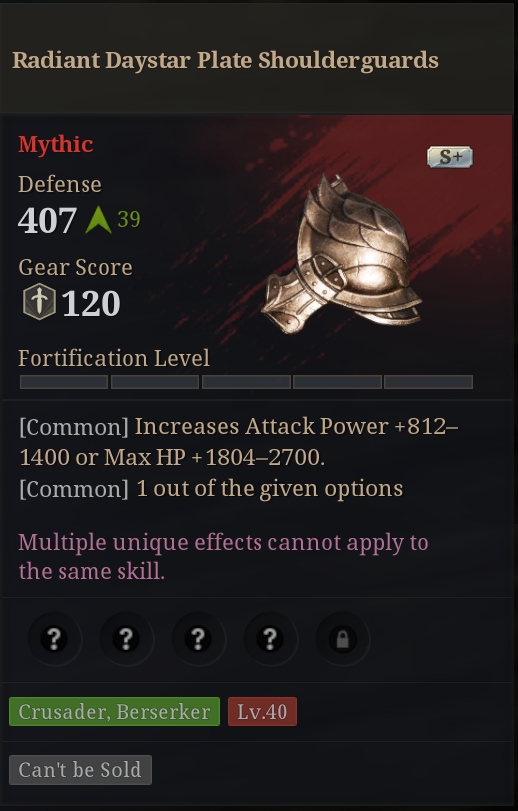 Radiant Daystar Plate Shoulderguards
Mythic
S+
Defense
407 39
Gear Score
120
Fortification Level
[Common] Increases Attack Power +812–
1400 or Max HP +1804–2700.
[Common] 1 out of the given options
Multiple unique effects cannot apply to
the same skill.
? ? ? ?
Crusader, Berserker Lv.40
Can't be Sold